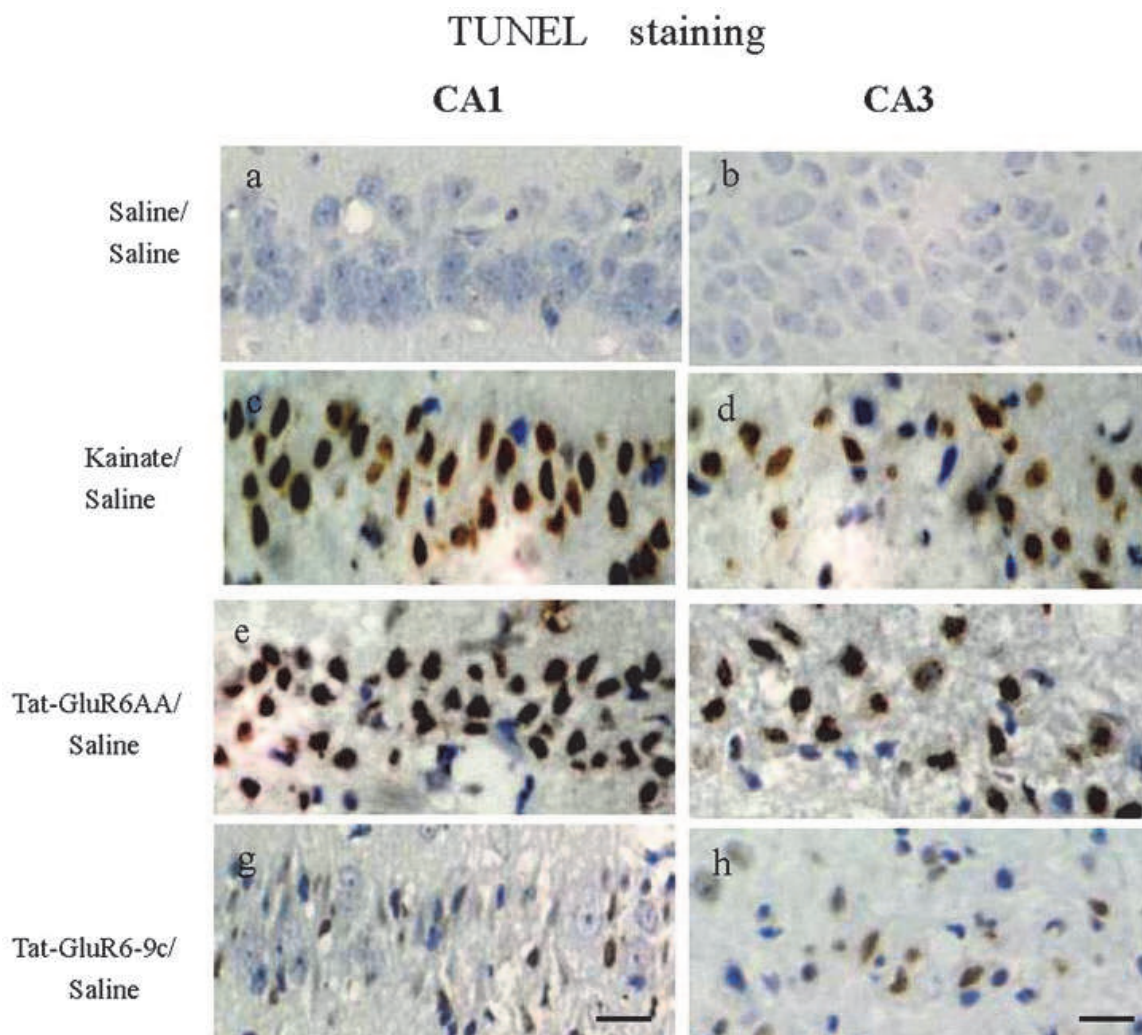 TUNEL staining
CA1 CA3
Saline/
Saline
a
b
Kainate/
Saline
c
d
Tat-GluR6AA/
Saline
e
Tat-GluR6-9c/
Saline
g
h